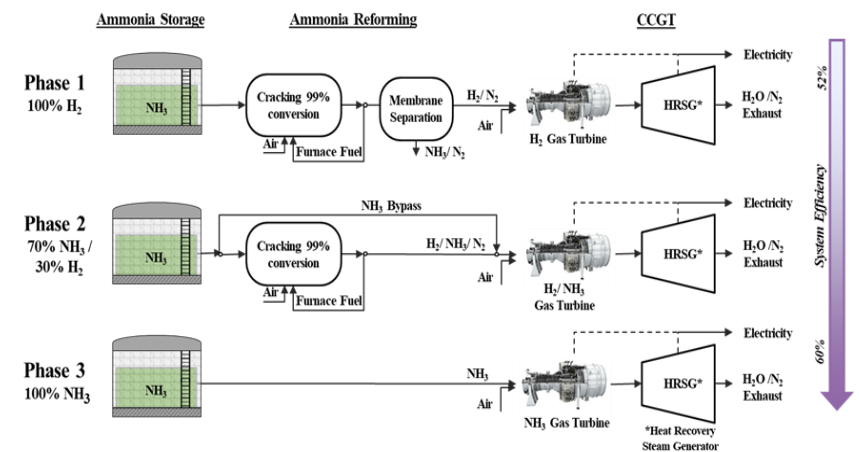 Ammonia Storage
Ammonia Reforming
CCGT
Phase 1
100% H₂
NH₃
Cracking 99%
conversion
Air
Furnace Fuel
Membrane
Separation
NH₃/ N₂
H₂/ N₂
Air
H₂ Gas Turbine
HRSG*
Electricity
H₂O /N₂
Exhaust
52%
Phase 2
70% NH₃ /
30% H₂
NH₃
NH₃ Bypass
Cracking 99%
conversion
Air
Furnace Fuel
H₂/ NH₃/ N₂
Air
H₂/ NH₃
Gas Turbine
HRSG*
Electricity
H₂O /N₂
Exhaust
System Efficiency
Phase 3
100% NH₃
NH₃
NH₃
Air
NH₃ Gas Turbine
HRSG*
*Heat Recovery
Steam Generator
Electricity
H₂O /N₂
Exhaust
60%